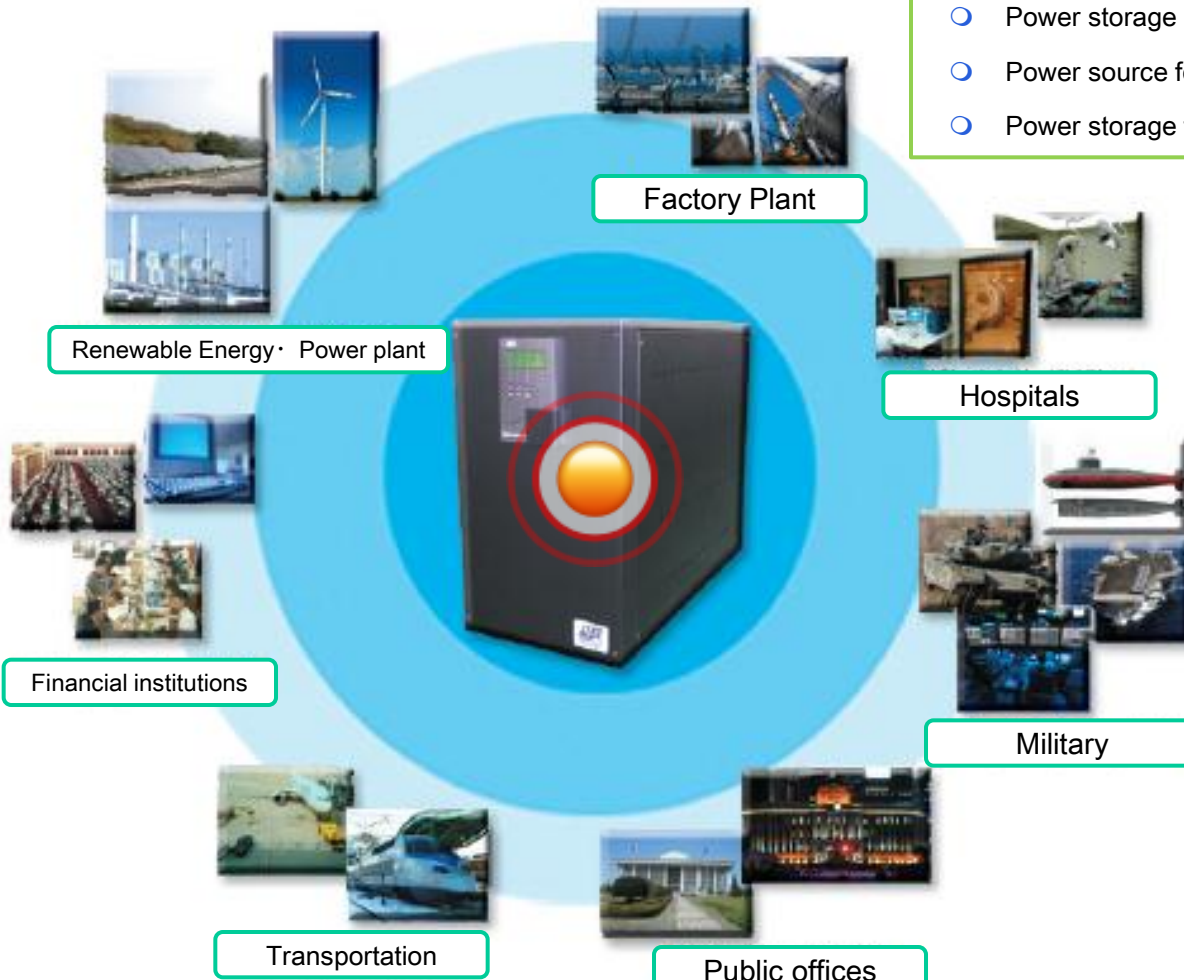 Power storage
Power source
Power storage
Factory Plant
Renewable Energy· Power plant
Hospitals
Financial institutions
Military
Transportation
Public offices